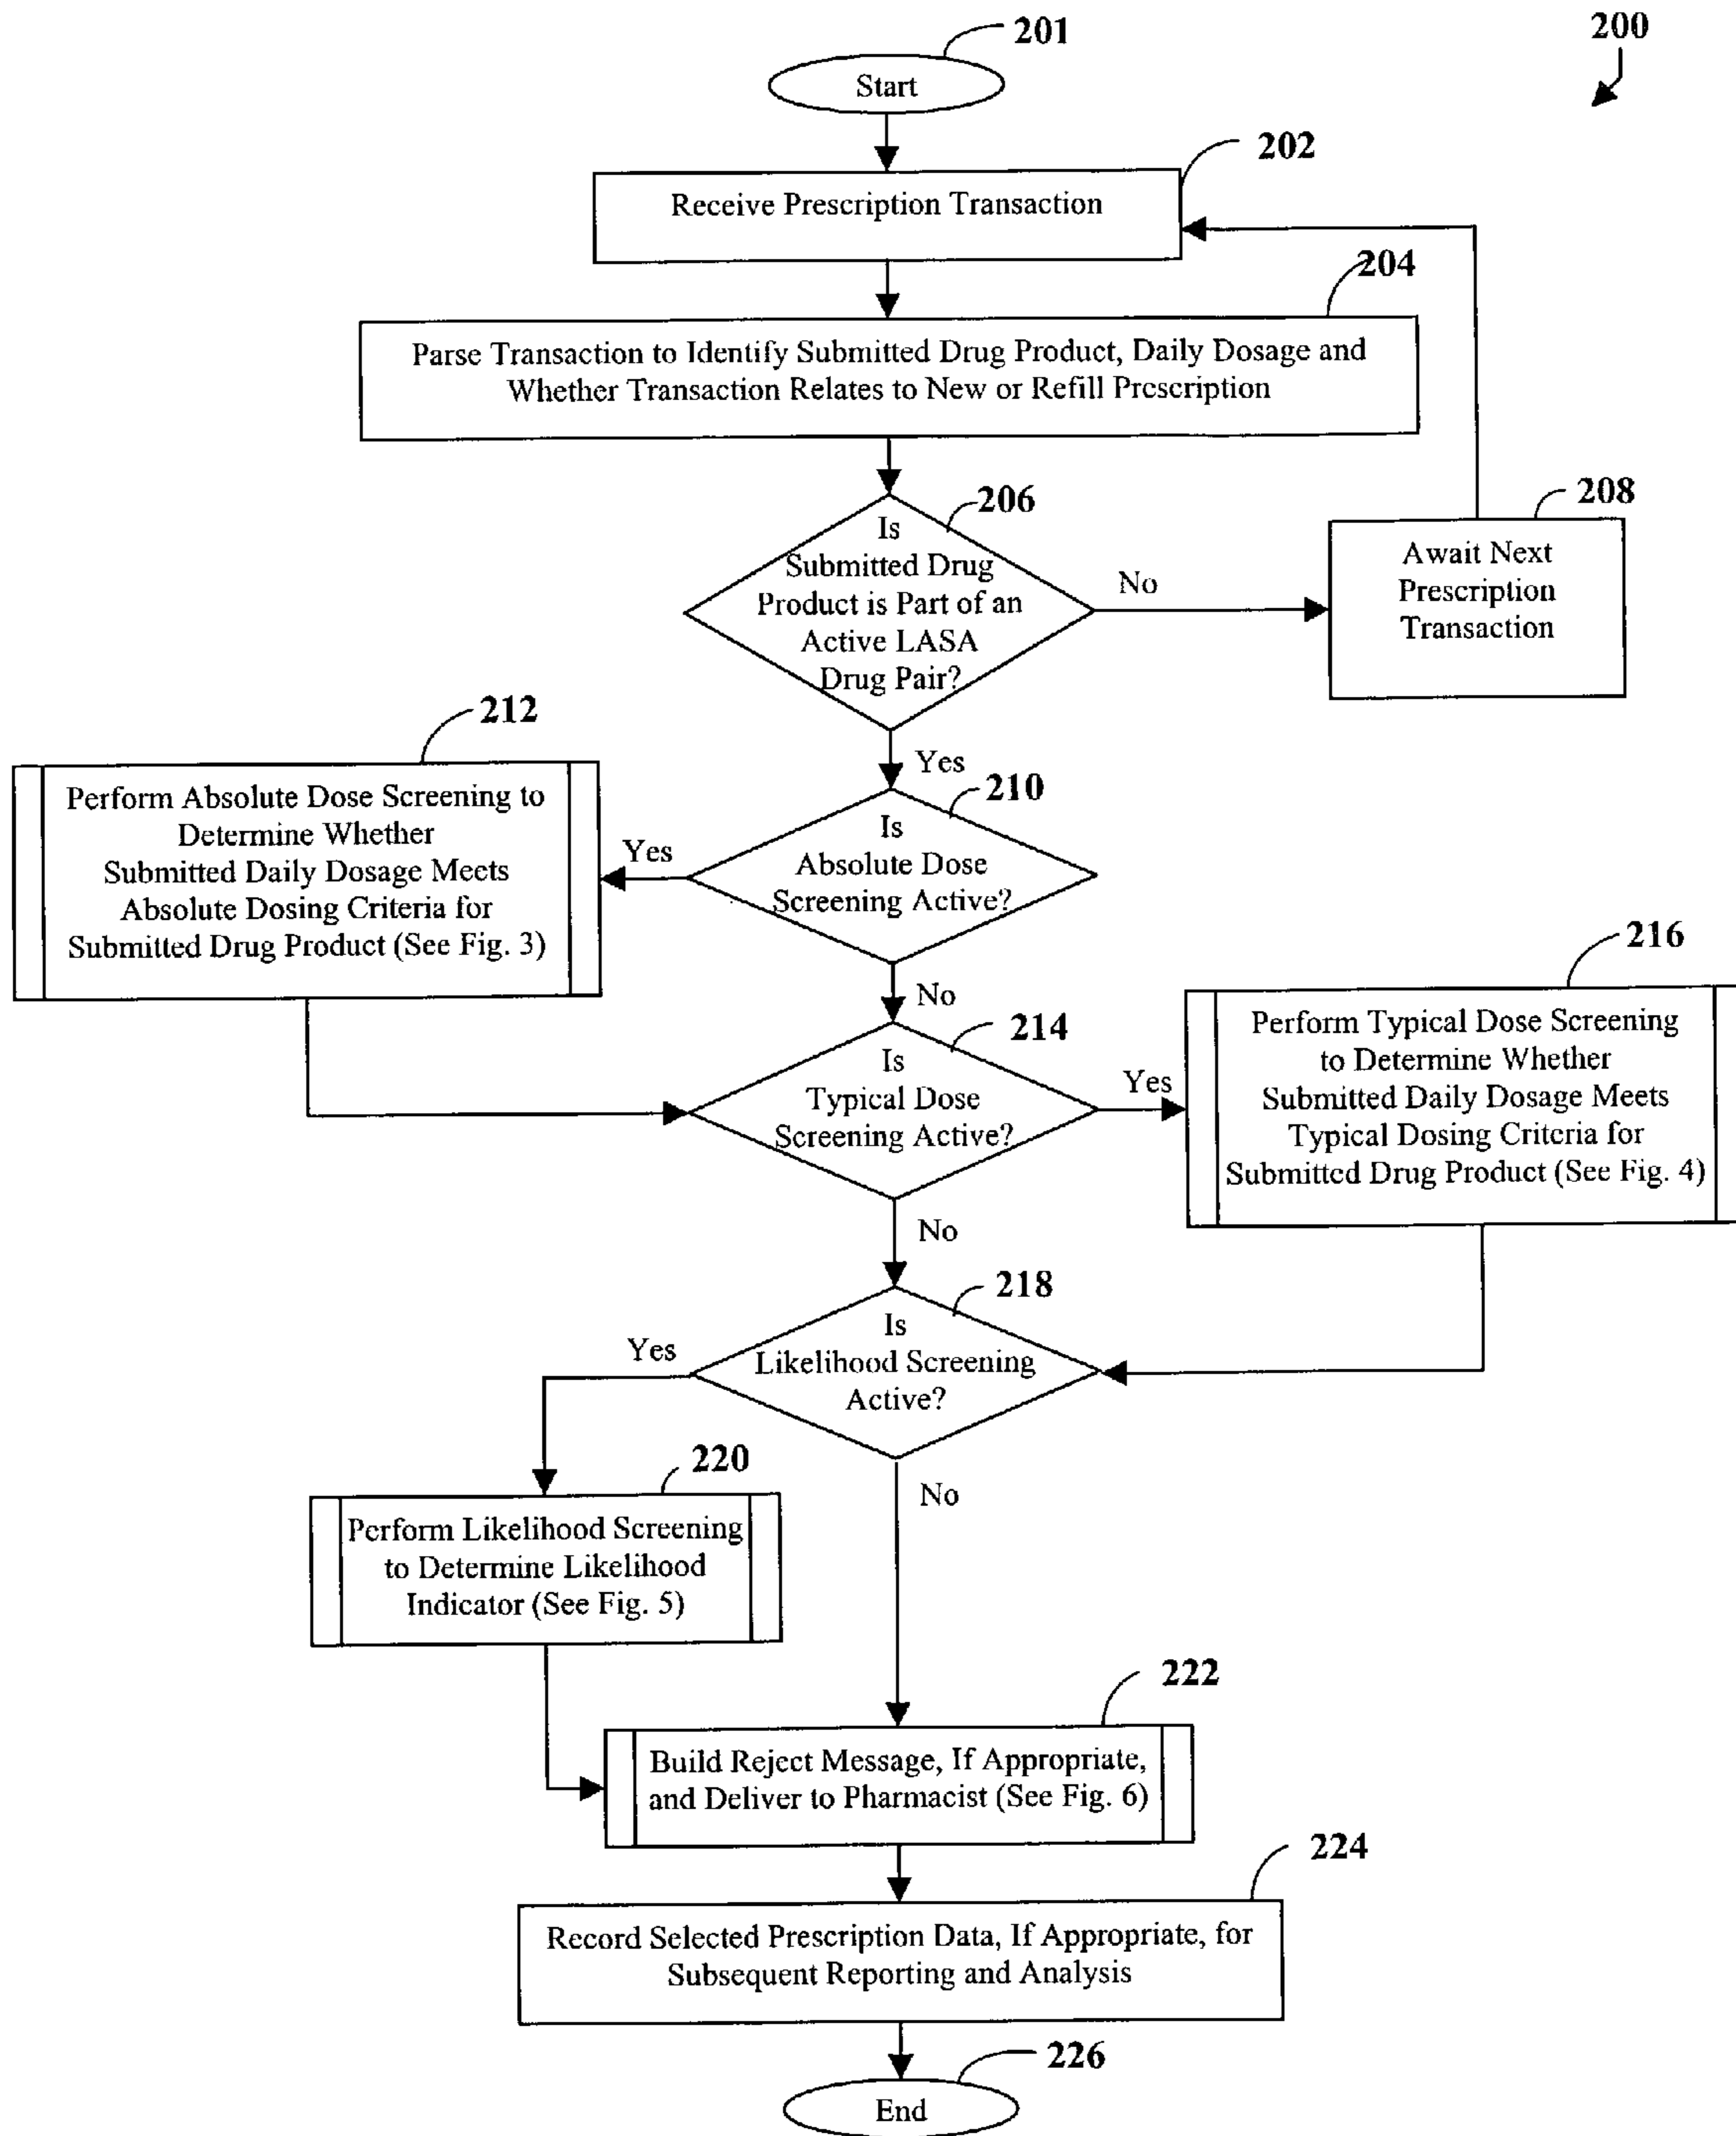 201
200
Start
202
Receive Prescription Transaction
204
Parse Transaction to Identify Submitted Drug Product, Daily Dosage and
Whether Transaction Relates to New or Refill Prescription
206
Is
Submitted Drug
Product is Part of an
Active LASA
Drug Pair?
No
208
Await Next
Prescription
Transaction
Yes
212
Perform Absolute Dose Screening to
Determine Whether
Submitted Daily Dosage Meets
Absolute Dosing Criteria for
Submitted Drug Product (See Fig. 3)
210
Is
Absolute Dose
Screening Active?
Yes
No
214
Is
Typical Dose
Screening Active?
Yes
216
Perform Typical Dose Screening
to Determine Whether
Submitted Daily Dosage Meets
Typical Dosing Criteria for
Submitted Drug Product (See Fig. 4)
No
218
Is
Likelihood Screening
Active?
Yes
No
220
Perform Likelihood Screening
to Determine Likelihood
Indicator (See Fig. 5)
222
Build Reject Message, If Appropriate,
and Deliver to Pharmacist (See Fig. 6)
224
Record Selected Prescription Data, If Appropriate, for
Subsequent Reporting and Analysis
226
End